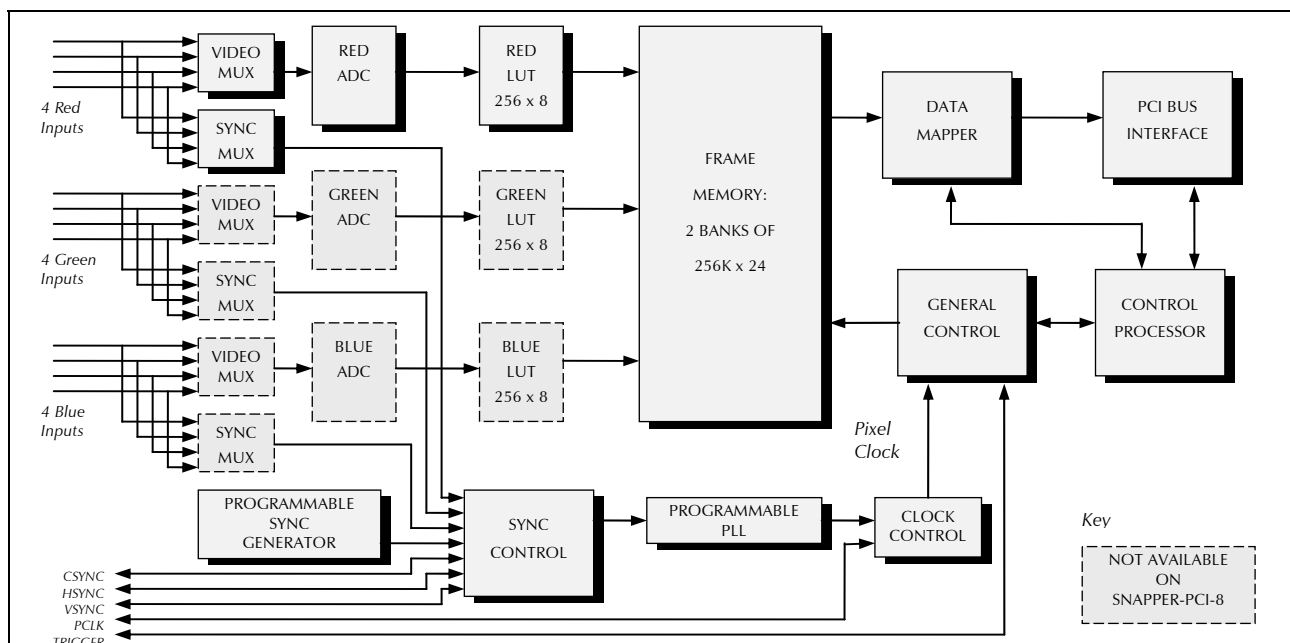 VIDEO
MUX
RED
ADC
RED
LUT
256 x 8
4 Red
Inputs
SYNC
MUX
FRAME
MEMORY:
2 BANKS OF
256K x 24
DATA
MAPPER
PCI BUS
INTERFACE
VIDEO
MUX
GREEN
ADC
GREEN
LUT
256 x 8
4 Green
Inputs
SYNC
MUX
GENERAL
CONTROL
CONTROL
PROCESSOR
VIDEO
MUX
BLUE
ADC
BLUE
LUT
256 x 8
4 Blue
Inputs
SYNC
MUX
Pixel
Clock
PROGRAMMABLE
SYNC
GENERATOR
SYNC
CONTROL
PROGRAMMABLE
PLL
CLOCK
CONTROL
Key
NOT AVAILABLE
ON
SNAPPER-PCI-8
CSYNC
HSYNC
VSYNC
PCLK
TRIGGER